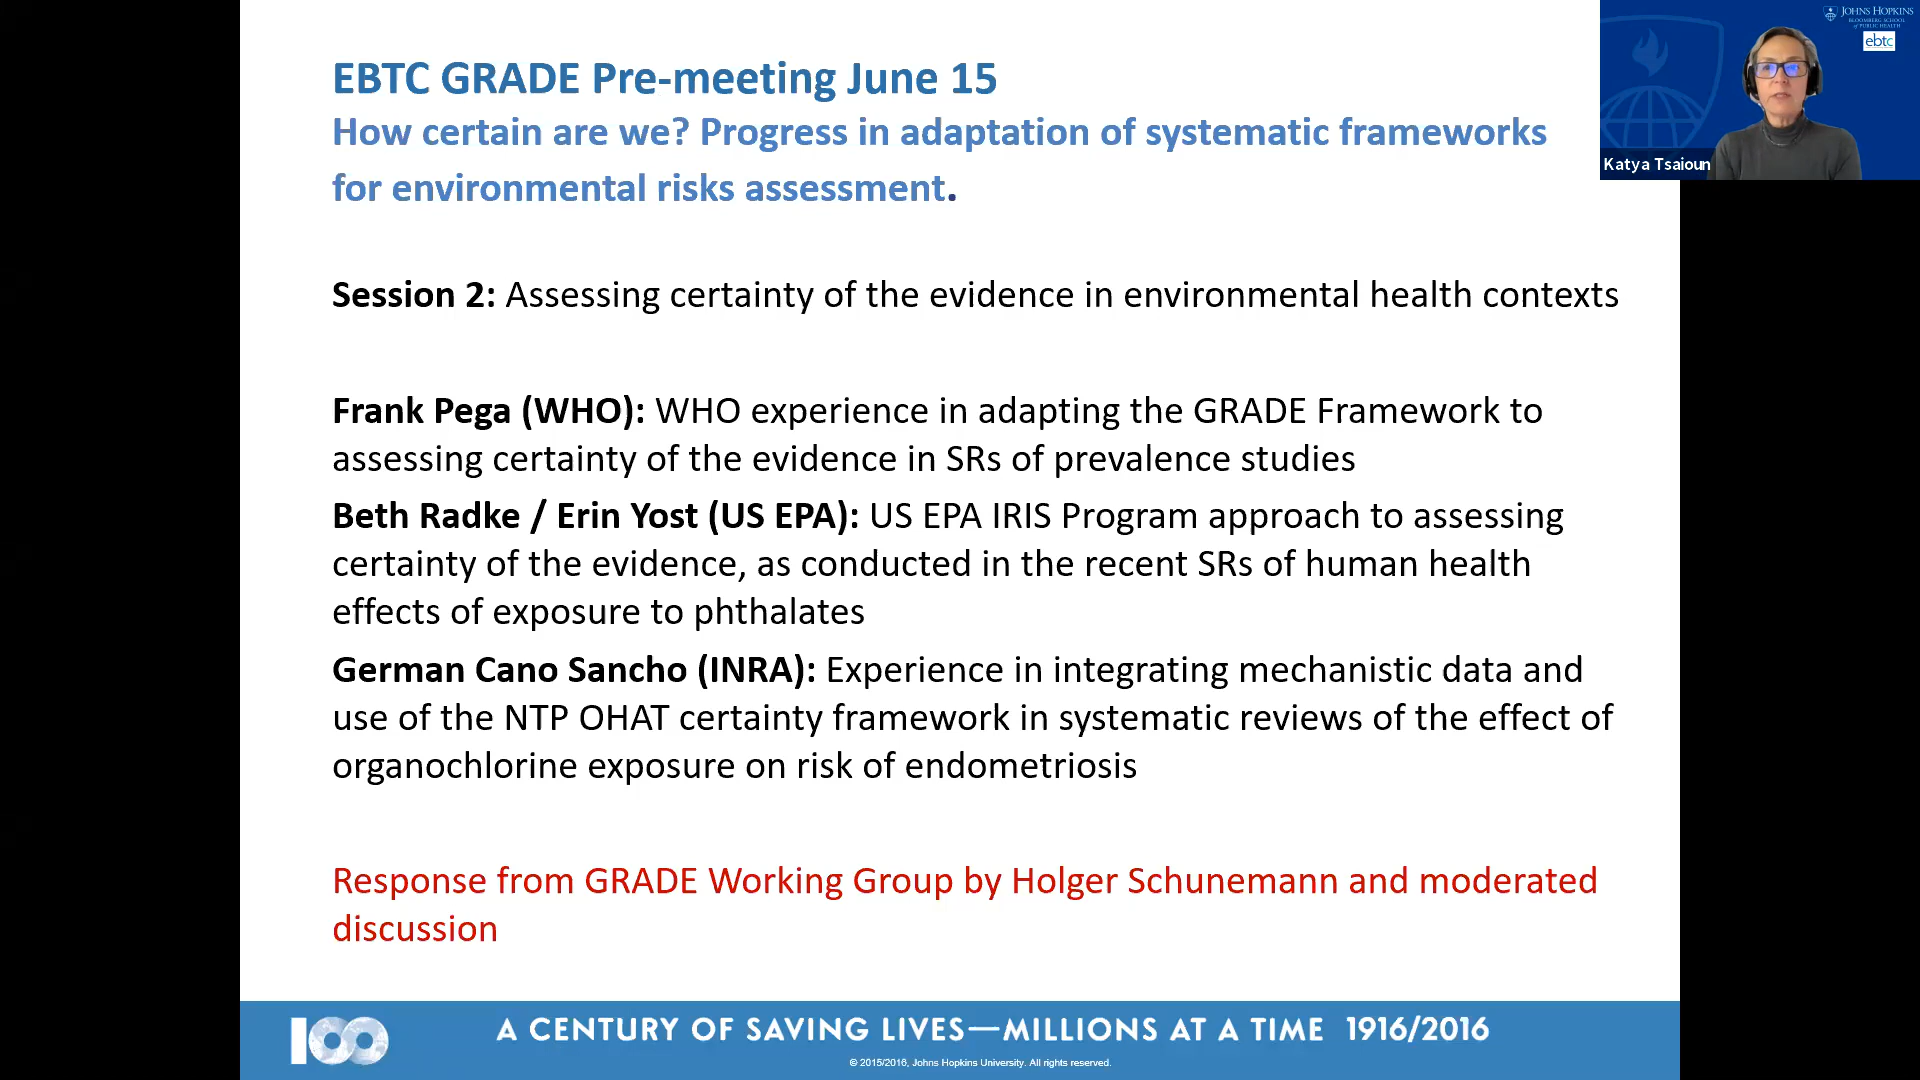 EBTC GRADE Pre-meeting June 15
How certain are we? Progress in adaptation of systematic frameworks
for environmental risks assessment.
Session 2: Assessing certainty of the evidence in environmental health contexts
Frank Pega (WHO): WHO experience in adapting the GRADE Framework to
assessing certainty of the evidence in SRs of prevalence studies
Beth Radke / Erin Yost (US EPA): US EPA IRIS Program approach to assessing
certainty of the evidence, as conducted in the recent SRs of human health
effects of exposure to phthalates
German Cano Sancho (INRA): Experience in integrating mechanistic data and
use of the NTP OHAT certainty framework in systematic reviews of the effect of
organochlorine exposure on risk of endometriosis
Response from GRADE Working Group by Holger Schunemann and moderated
discussion
100
A CENTURY OF SAVING LIVES—MILLIONS AT A TIME 1916/2016
© 2015/2016, Johns Hopkins University. All rights reserved.
JOHNS HOPKINS
BLOOMBERG SCHOOL
of PUBLIC HEALTH
ebtc
Katya Tsaioun